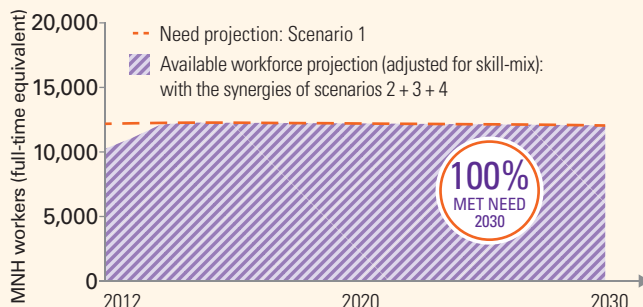 MNH workers (full-time equivalent)
20,000
15,000
10,000
5,000
0
Need projection: Scenario 1
Available workforce projection (adjusted for skill-mix):
with the synergies of scenarios 2 + 3 + 4
100%
MET NEED
2030
2012
2020
2030